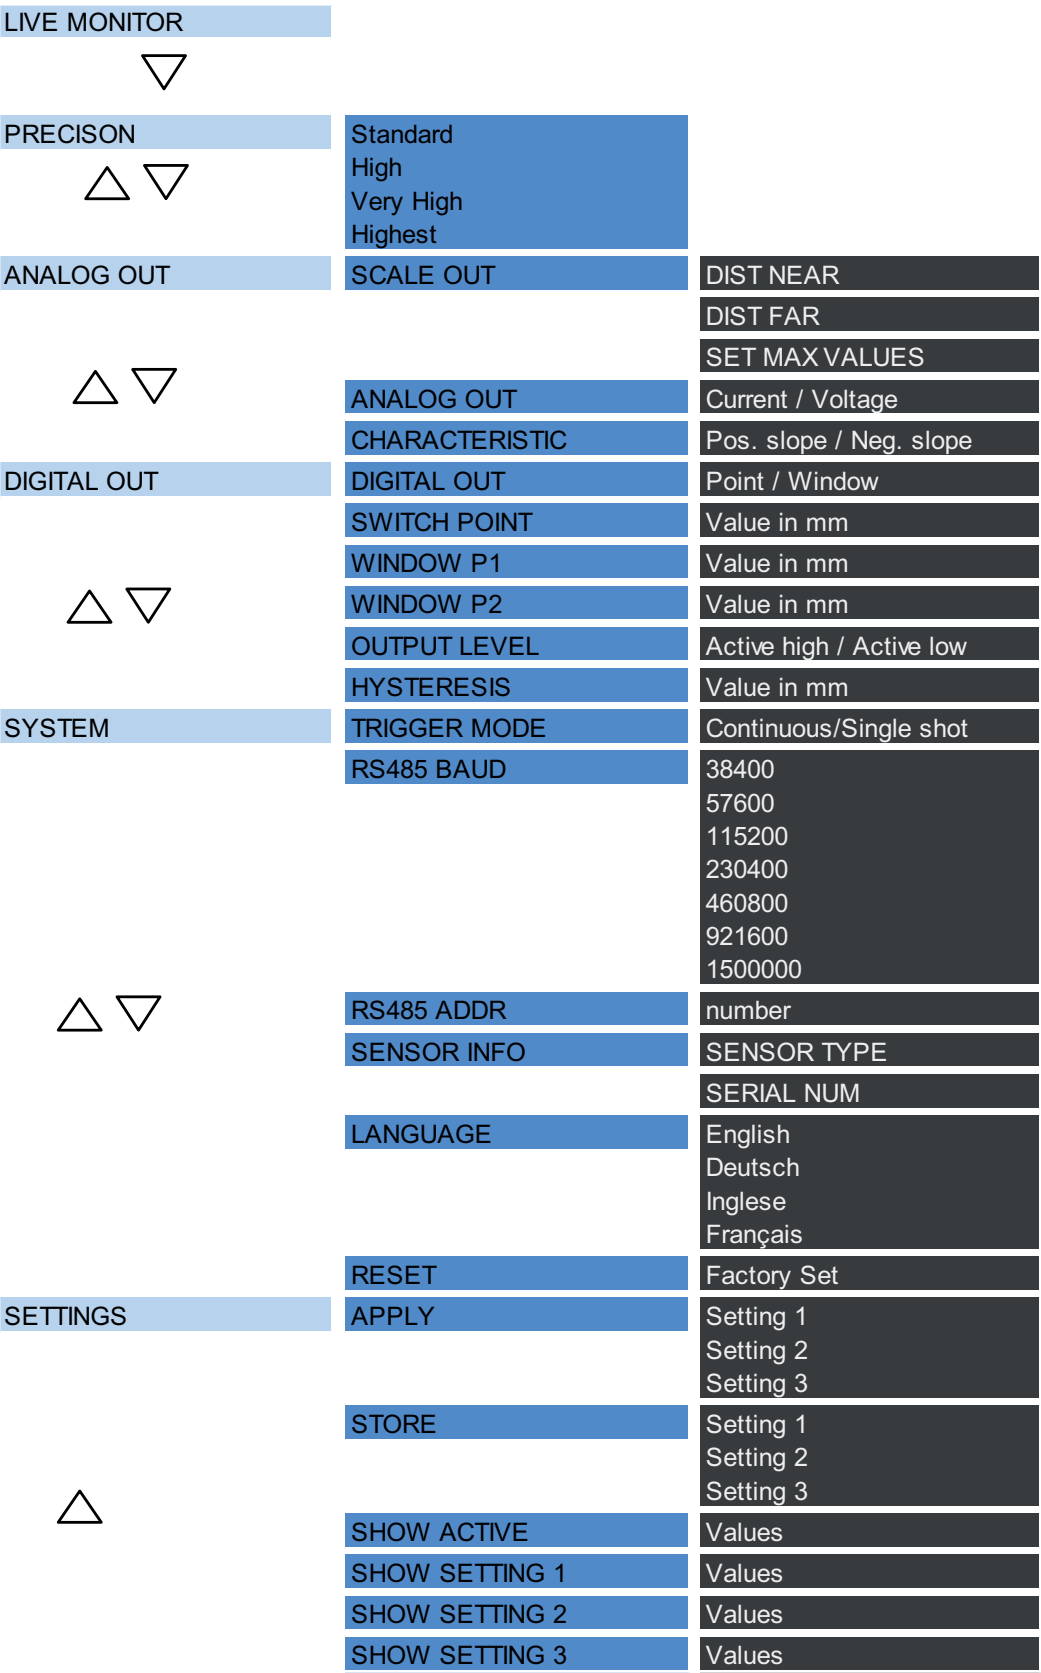 LIVE MONITOR
PRECISON Standard
High
Very High
Highest
ANALOG OUT SCALE OUT DIST NEAR
DIST FAR
SET MAX VALUES
ANALOG OUT Current / Voltage
CHARACTERISTIC Pos. slope / Neg. slope
DIGITAL OUT DIGITAL OUT Point / Window
SWITCH POINT Value in mm
WINDOW P1 Value in mm
WINDOW P2 Value in mm
OUTPUT LEVEL Active high / Active low
HYSTERESIS Value in mm
SYSTEM TRIGGER MODE Continuous/Single shot
RS485 BAUD 38400
57600
115200
230400
460800
921600
1500000
RS485 ADDR number
SENSOR INFO SENSOR TYPE
SERIAL NUM
LANGUAGE English
Deutsch
Inglese
Français
RESET Factory Set
SETTINGS APPLY Setting 1
Setting 2
Setting 3
STORE Setting 1
Setting 2
Setting 3
SHOW ACTIVE Values
SHOW SETTING 1 Values
SHOW SETTING 2 Values
SHOW SETTING 3 Values